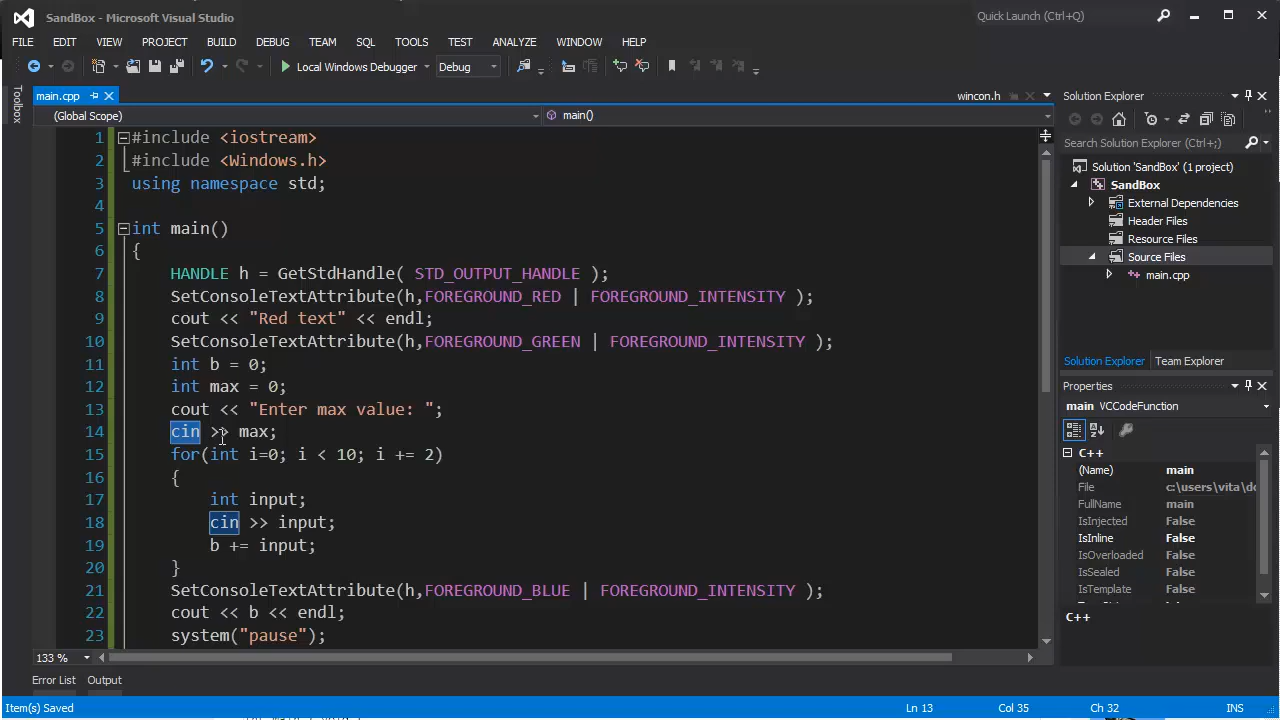 SandBox - Microsoft Visual Studio
Quick Launch (Ctrl+Q)
FILE EDIT VIEW PROJECT BUILD DEBUG TEAM SQL TOOLS TEST ANALYZE WINDOW HELP
Local Windows Debugger Debug
Toolbox
main.cpp
wincon.h
(Global Scope)
main()
1 #include <iostream>
2 #include <Windows.h>
3 using namespace std;
4
5 int main()
6 {
7 HANDLE h = GetStdHandle( STD_OUTPUT_HANDLE );
8 SetConsoleTextAttribute(h,FOREGROUND_RED | FOREGROUND_INTENSITY );
9 cout << "Red text" << endl;
10 SetConsoleTextAttribute(h,FOREGROUND_GREEN | FOREGROUND_INTENSITY );
11 int b = 0;
12 int max = 0;
13 cout << "Enter max value: ";
14 cin >> max;
15 for(int i=0; i < 10; i += 2)
16 {
17 int input;
18 cin >> input;
19 b += input;
20 }
21 SetConsoleTextAttribute(h,FOREGROUND_BLUE | FOREGROUND_INTENSITY );
22 cout << b << endl;
23 system("pause");
133 %
Error List Output
Solution Explorer
Search Solution Explorer (Ctrl+;)
Solution 'SandBox' (1 project)
SandBox
External Dependencies
Header Files
Resource Files
Source Files
main.cpp
Solution Explorer Team Explorer
Properties
main VCCodeFunction
C++
(Name) main
File c:\users\vita\do
FullName main
IsInjected False
IsInline False
IsOverloaded False
IsSealed False
IsTemplate False
C++
Item(s) Saved
Ln 13 Col 35 Ch 32 INS